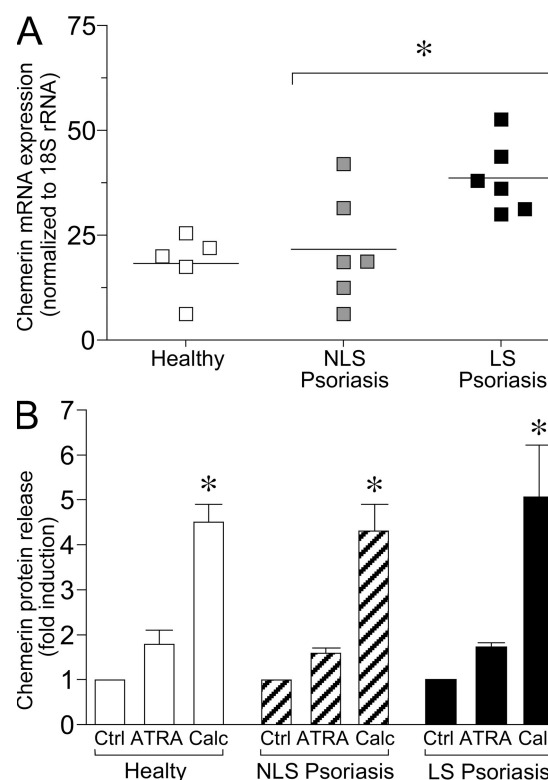 A
Chemerin mRNA expression
(normalized to 18S rRNA)
75
50
25
0
*
Healthy
NLS
Psoriasis
LS
Psoriasis
B
Chemerin protein release
(fold induction)
7
6
5
4
3
2
1
0
* * *
Ctrl ATRA Calc Ctrl ATRA Calc Ctrl ATRA Calc
Healty NLS Psoriasis LS Psoriasis